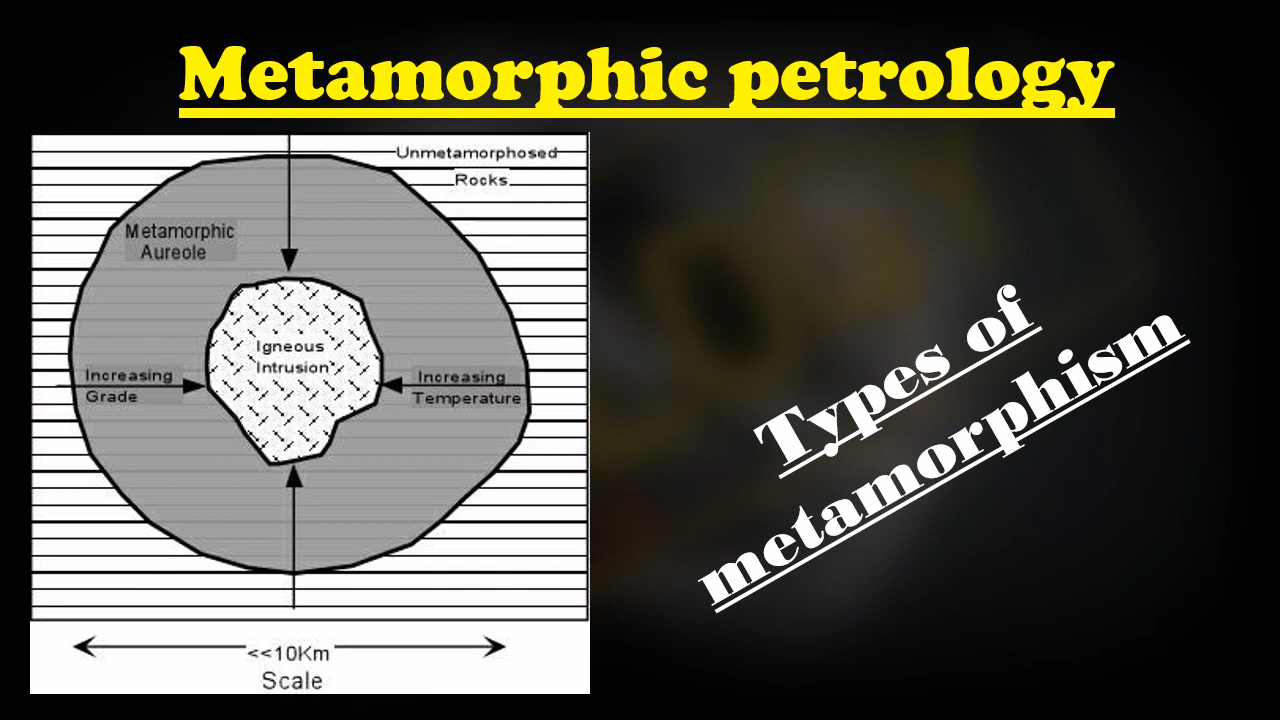 Metamorphic petrology
Unmetamorphosed
Rocks
Metamorphic
Aureole
Igneous
Intrusion
Increasing
Grade
Increasing
Temperature
<<10Km
Scale
Types of
metamorphism